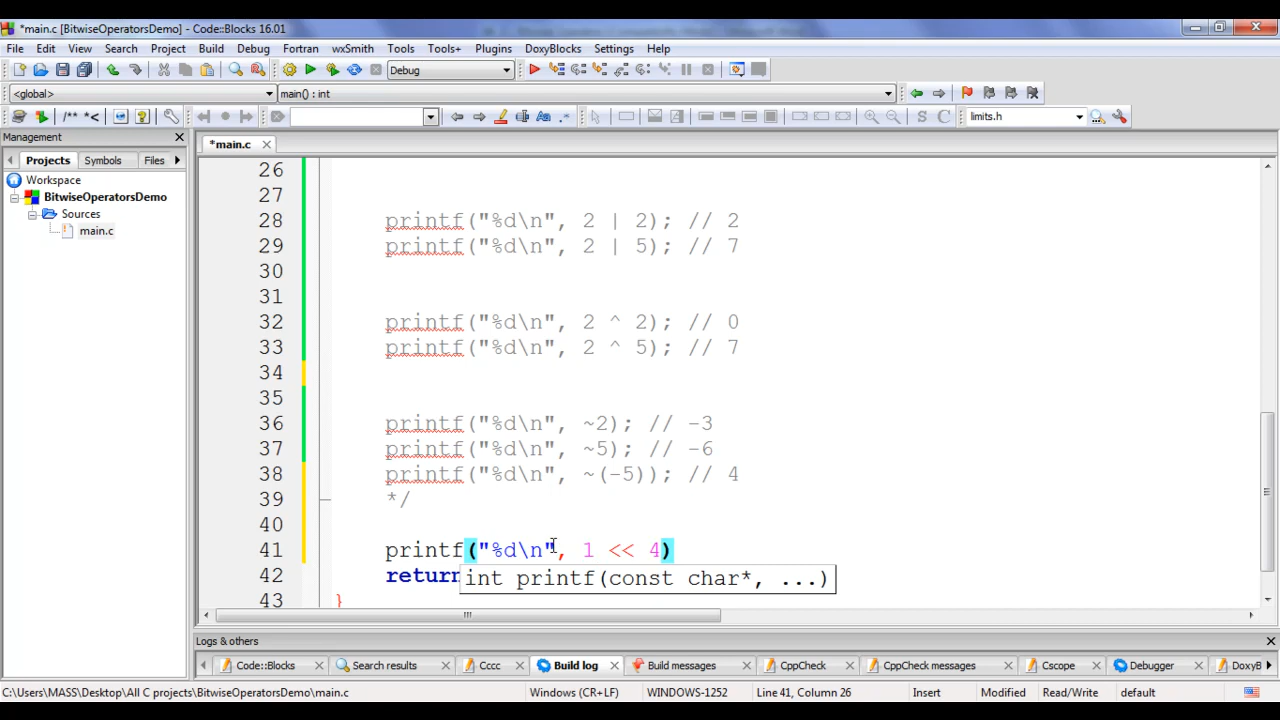 *main.c [BitwiseOperatorsDemo] - Code::Blocks 16.01
File Edit View Search Project Build Debug Fortran wxSmith Tools Tools+ Plugins DoxyBlocks Settings Help
Debug
<global> main() : int
/** *< Aa .* S C limits.h
Management
*main.c
Projects Symbols Files
Workspace
BitwiseOperatorsDemo
Sources
main.c
26
27
28 printf("%d\n", 2 | 2); // 2
29 printf("%d\n", 2 | 5); // 7
30
31
32 printf("%d\n", 2 ^ 2); // 0
33 printf("%d\n", 2 ^ 5); // 7
34
35
36 printf("%d\n", ~2); // -3
37 printf("%d\n", ~5); // -6
38 printf("%d\n", ~(-5)); // 4
39 */
40
41 printf("%d\n", 1 << 4)
42 return
int printf(const char*, ...)
43 }
Logs & others
Code::Blocks Search results Cccc Build log Build messages CppCheck CppCheck messages Cscope Debugger DoxyB
C:\Users\MASS\Desktop\All C projects\BitwiseOperatorsDemo\main.c Windows (CR+LF) WINDOWS-1252 Line 41, Column 26 Insert Modified Read/Write default